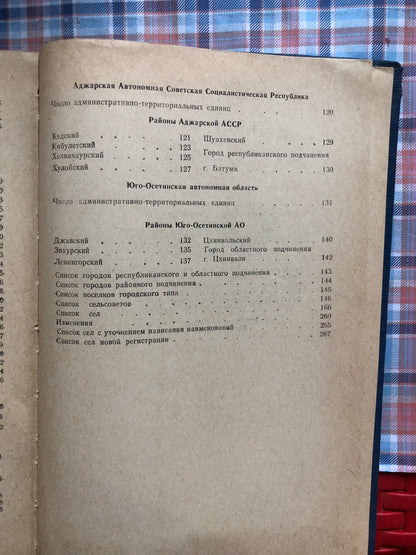 Аджарская Автономная Советская Социалистическая Республика
Число административно-территориальных единиц . . . . 120
Районы Аджарской АССР
Кедский . . . . 121 Шуахевский . . . . 129
Кобулетский . . . . 123 Город республиканского подчинения
Хелвачаурский . . . . 125 г. Батуми . . . . 130
Хулойский . . . . 127
Юго-Осетинская автономная область
Число административно-территориальных единиц . . . . 131
Районы Юго-Осетинской АО
Джавский . . . . 132 Цхинвальский . . . . 140
Знаурский . . . . 135 Город областного подчинения
Ленингорский . . . . 137 г. Цхинвали . . . . 142
Список городов республиканского и областного подчинения . . . . 143
Список городов районного подчинения . . . . 144
Список поселков городского типа . . . . 145
Список сельсоветов . . . . 146
Список сел . . . . 166
Изменения . . . . 260
Список сел с уточнением написания наименований . . . . 265
Список сел новой регистрации . . . . 267